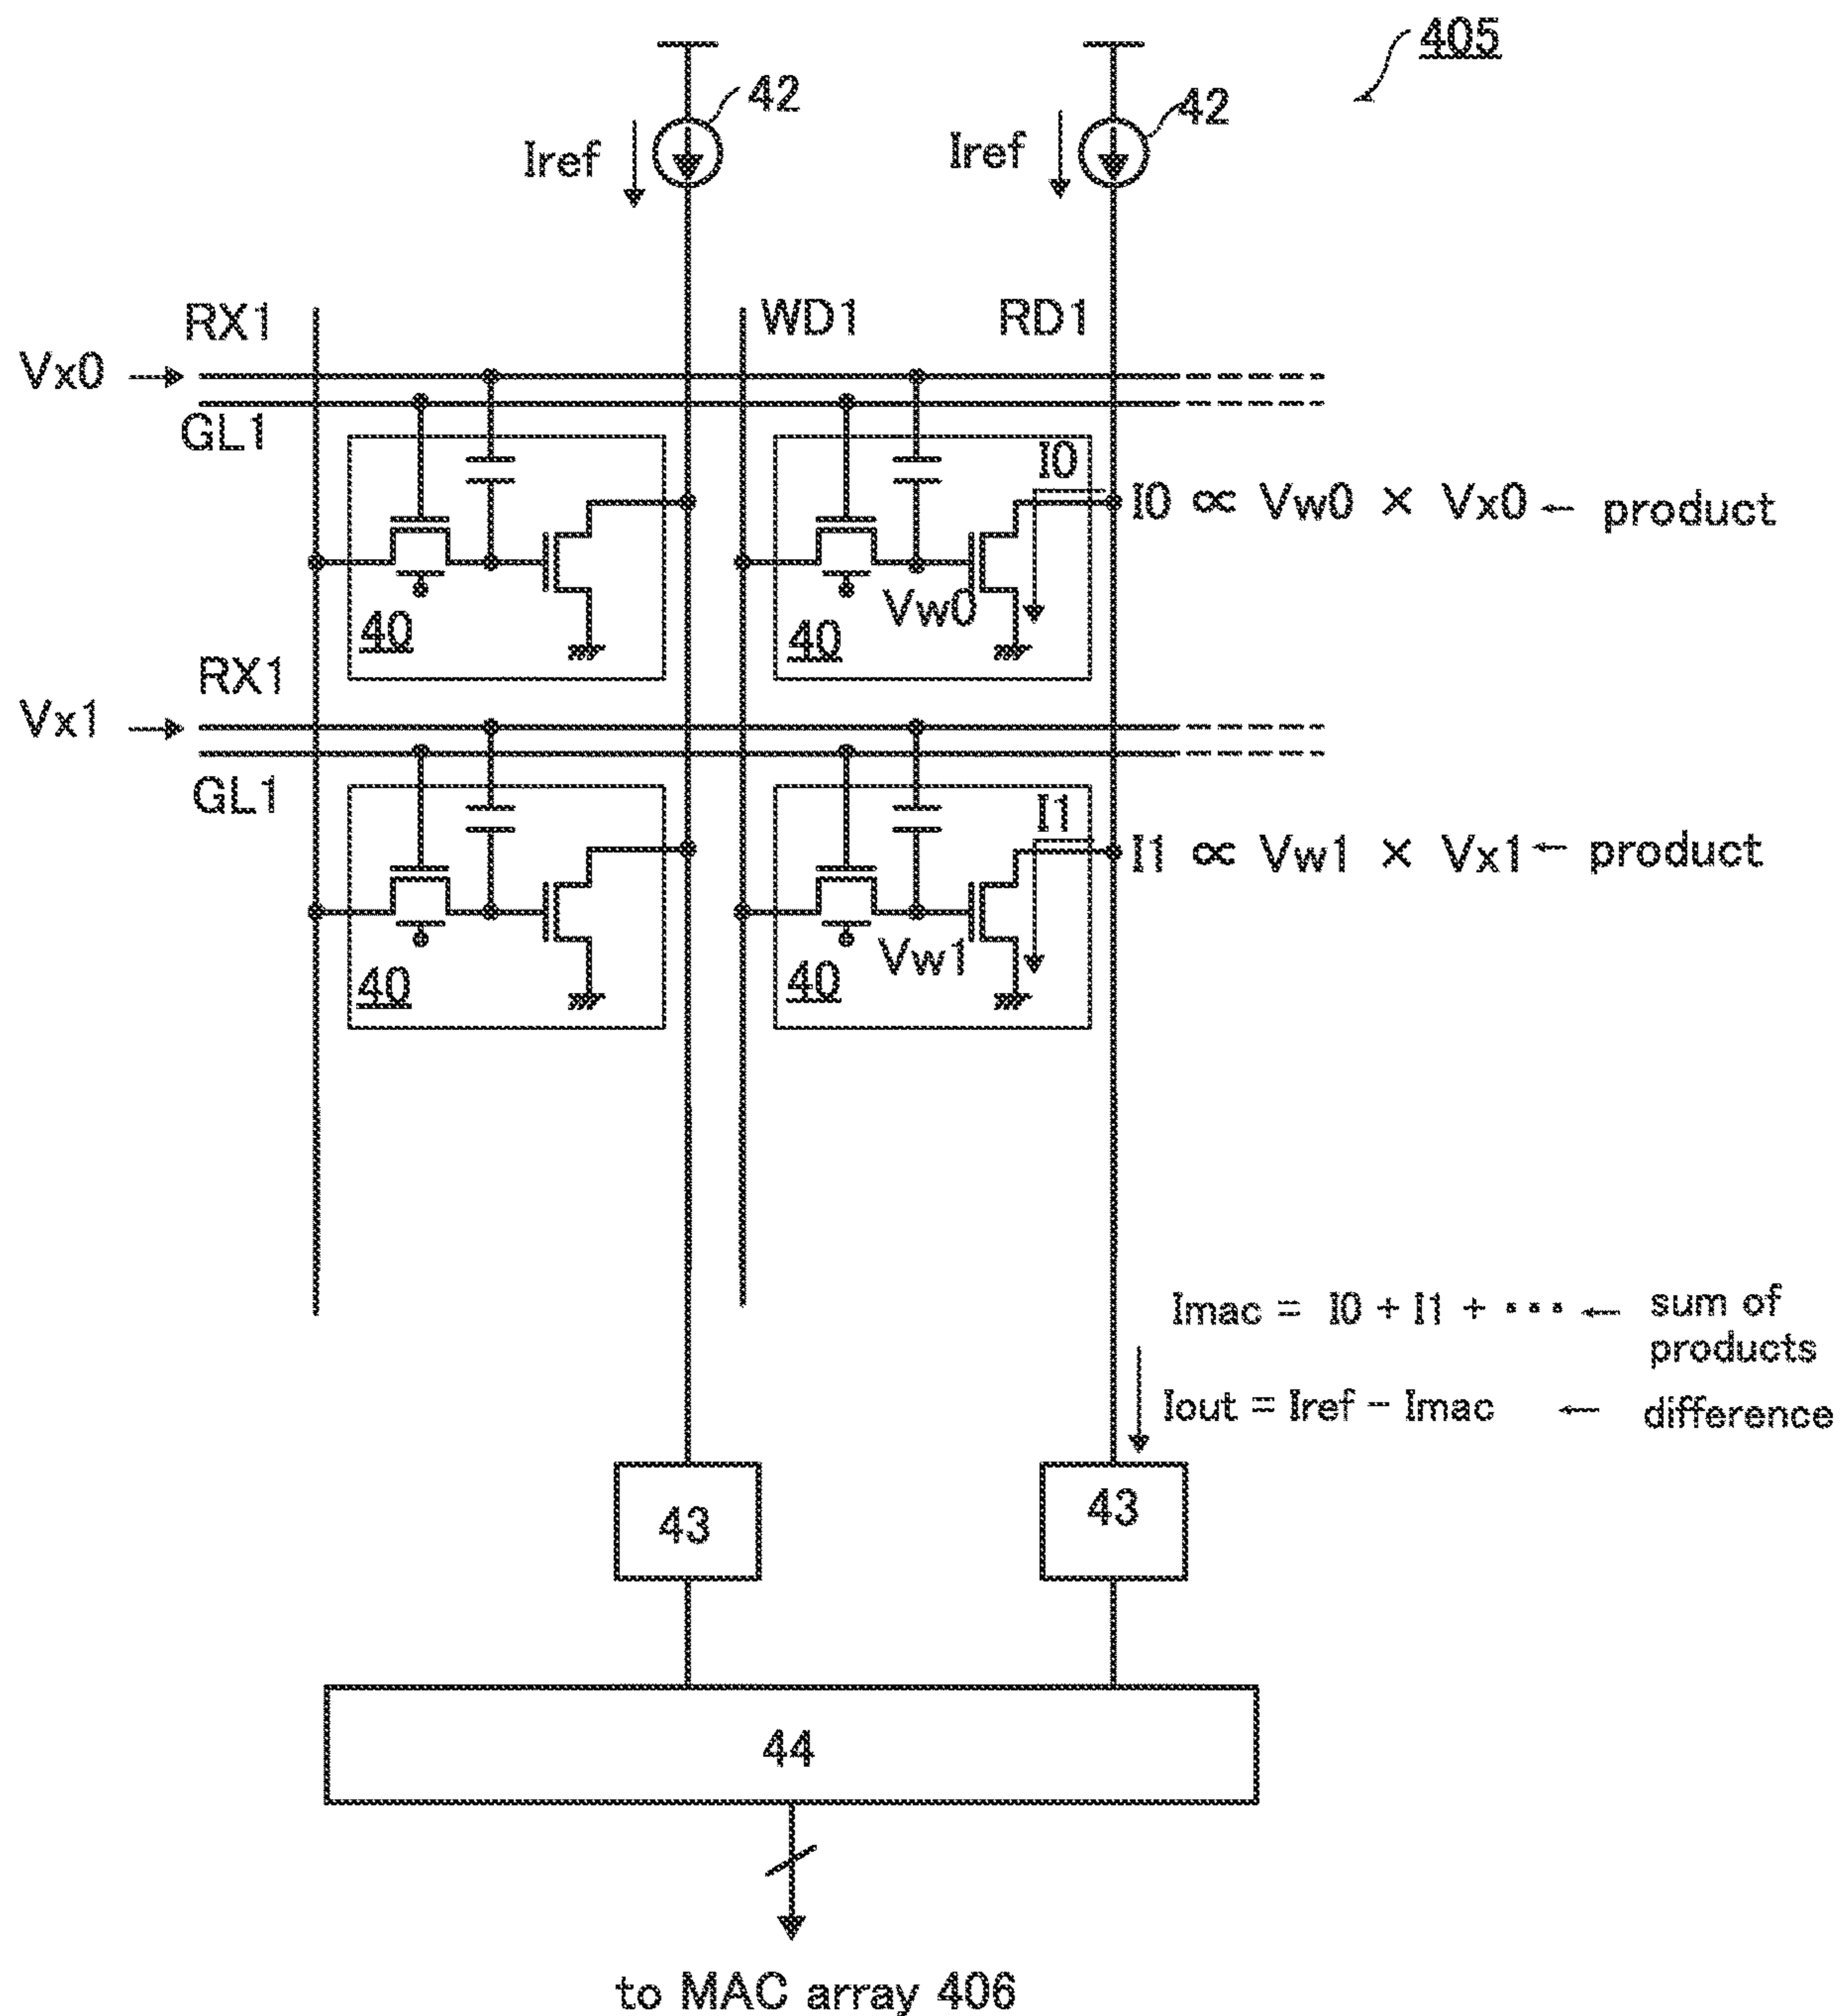 405
42
42
Iref
Iref
RX1
WD1
RD1
Vx0
GL1
I0
I0 ∝ Vw0 × Vx0 ← product
Vw0
40
40
RX1
Vx1
GL1
I1
I1 ∝ Vw1 × Vx1 ← product
Vw1
40
40
Imac = I0 + I1 + ･･･ ← sum of
products
Iout = Iref − Imac ← difference
43
43
44
to MAC array 406